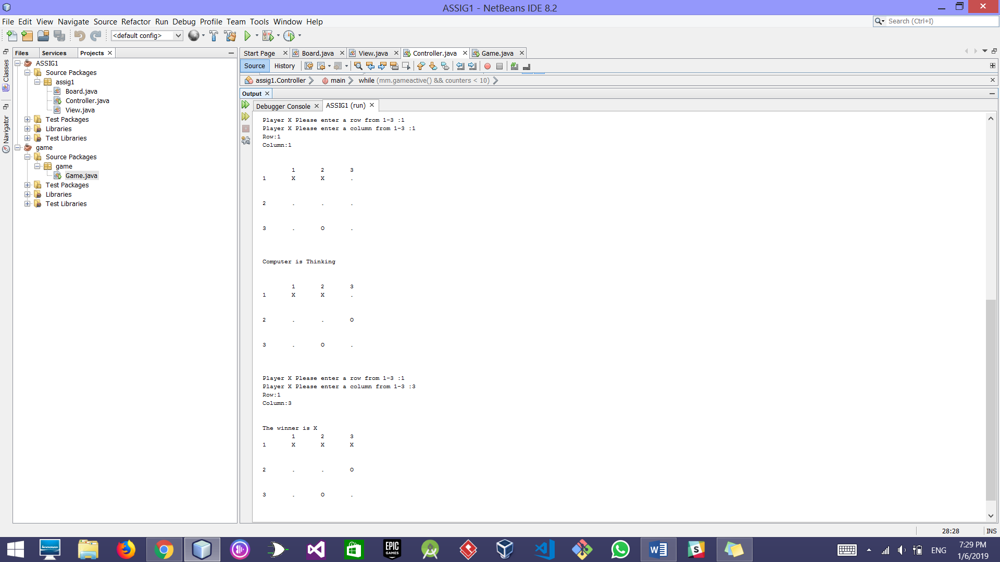 ASSIG1 - NetBeans IDE 8.2
File Edit View Navigate Source Refactor Run Debug Profile Team Tools Window Help
Search (Ctrl+I)
<default config>
Files Services Projects
Classes
Navigator
ASSIG1
Source Packages
assig1
Board.java
Controller.java
View.java
Test Packages
Libraries
Test Libraries
game
Source Packages
game
Game.java
Test Packages
Libraries
Test Libraries
Start Page Board.java View.java Controller.java Game.java
Source History
assig1.Controller main while (mm.gameactive() && counters < 10)
Output
Debugger Console ASSIG1 (run)
Player X Please enter a row from 1-3 :1
Player X Please enter a column from 1-3 :1
Row:1
Column:1
1 2 3
1 X X .
2 . . .
3 . O .
Computer is Thinking
1 2 3
1 X X .
2 . . O
3 . O .
Player X Please enter a row from 1-3 :1
Player X Please enter a column from 1-3 :3
Row:1
Column:3
The winner is X
1 2 3
1 X X X
2 . . O
3 . O .
28:28 INS
lenovo
EPIC GAMES
W
S
ENG
7:29 PM
1/6/2019